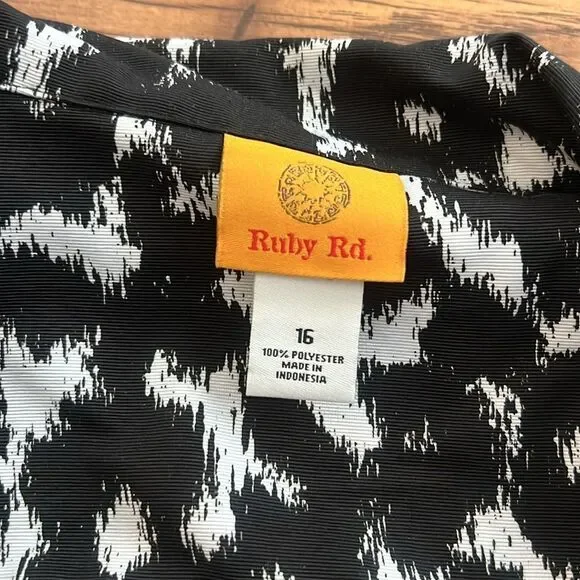 Ruby Rd.
16
100% POLYESTER
MADE IN
INDONESIA